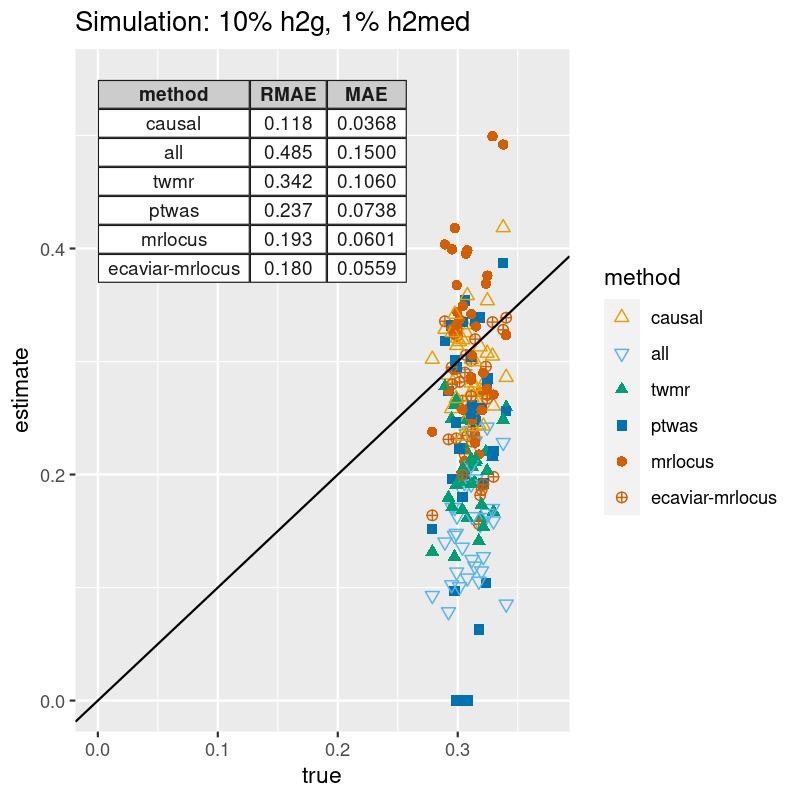 Simulation: 10% h2g, 1% h2med
method RMAE MAE
causal 0.118 0.0368
all 0.485 0.1500
twmr 0.342 0.1060
ptwas 0.237 0.0738
mrlocus 0.193 0.0601
ecaviar-mrlocus 0.180 0.0559
estimate
0.4
0.2
0.0
0.0 0.1 0.2 0.3
true
method
causal
all
twmr
ptwas
mrlocus
ecaviar-mrlocus